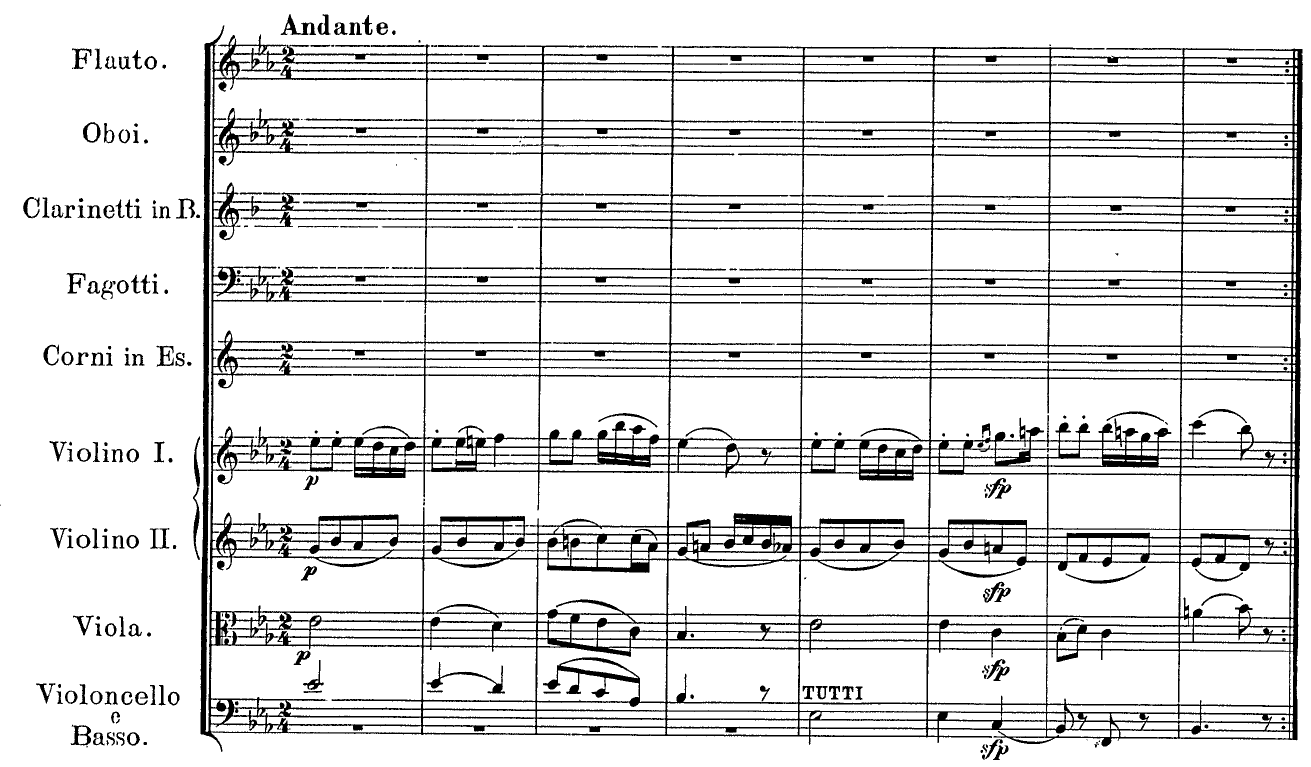 Andante.
Flauto.
Oboi.
Clarinetti in B.
Fagotti.
Corni in Es.
Violino I.
p
sfp
Violino II.
p
sfp
Viola.
p
sfp
Violoncello
e
Basso.
TUTTI
sfp